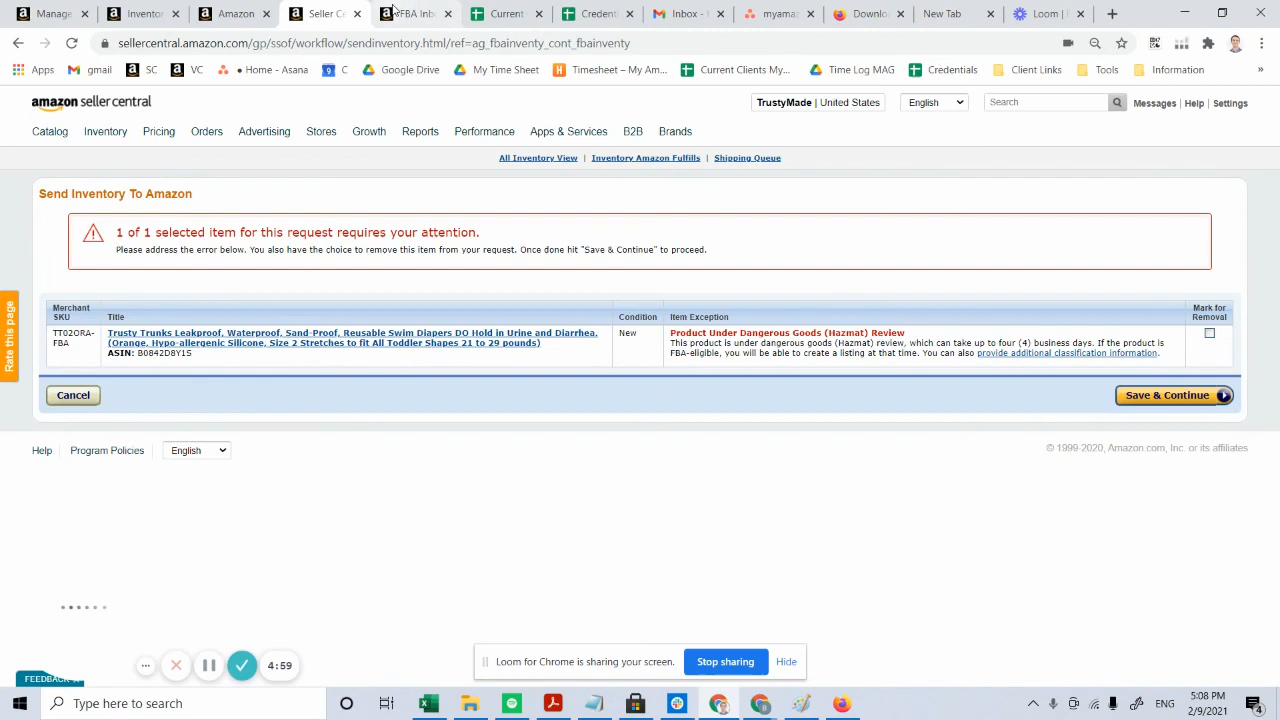 Manage
Inventor
Amazon
Seller Ce
FBA Inb
Current
Credenti
Inbox -
myama
Downlo
New Tab
Loom |
sellercentral.amazon.com/gp/ssof/workflow/sendinventory.html/ref=ag_fbainventy_cont_fbainventy
Apps
gmail
SC
VC
• Home - Asana
C
Google Drive
My Time Sheet
Timesheet – My Am...
Current Clients My...
Time Log MAG
Credentials
Client Links
Tools
Information
»
amazon seller central
TrustyMade | United States
English
Search
Messages | Help | Settings
Catalog Inventory Pricing Orders Advertising Stores Growth Reports Performance Apps & Services B2B Brands
All Inventory View | Inventory Amazon Fulfills | Shipping Queue
Send Inventory To Amazon
1 of 1 selected item for this request requires your attention.
Please address the error below. You also have the choice to remove this item from your request. Once done hit "Save & Continue" to proceed.
Rate this page
Merchant SKU
Title
Condition
Item Exception
Mark for Removal
TT02ORA-FBA
Trusty Trunks Leakproof, Waterproof, Sand-Proof, Reusable Swim Diapers DO Hold in Urine and Diarrhea.
(Orange, Hypo-allergenic Silicone, Size 2 Stretches to fit All Toddler Shapes 21 to 29 pounds)
ASIN: B0842D8Y1S
New
Product Under Dangerous Goods (Hazmat) Review
This product is under dangerous goods (Hazmat) review, which can take up to four (4) business days. If the product is
FBA-eligible, you will be able to create a listing at that time. You can also provide additional classification information.
Cancel
Save & Continue
Help
Program Policies
English
© 1999-2020, Amazon.com, Inc. or its affiliates
4:59
Loom for Chrome is sharing your screen.
Stop sharing
Hide
FEEDBACK
Type here to search
ENG
5:08 PM
2/9/2021
4